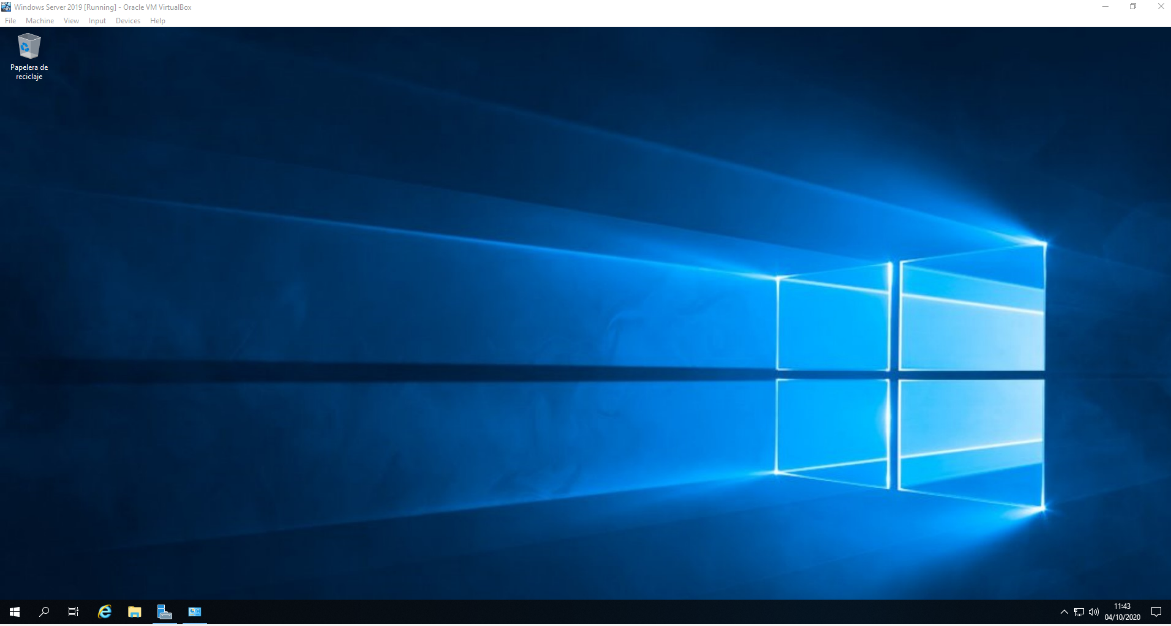 Windows Server 2019 [Running] - Oracle VM VirtualBox
File Machine View Input Devices Help
Papelera de
reciclaje
11:43
04/10/2020